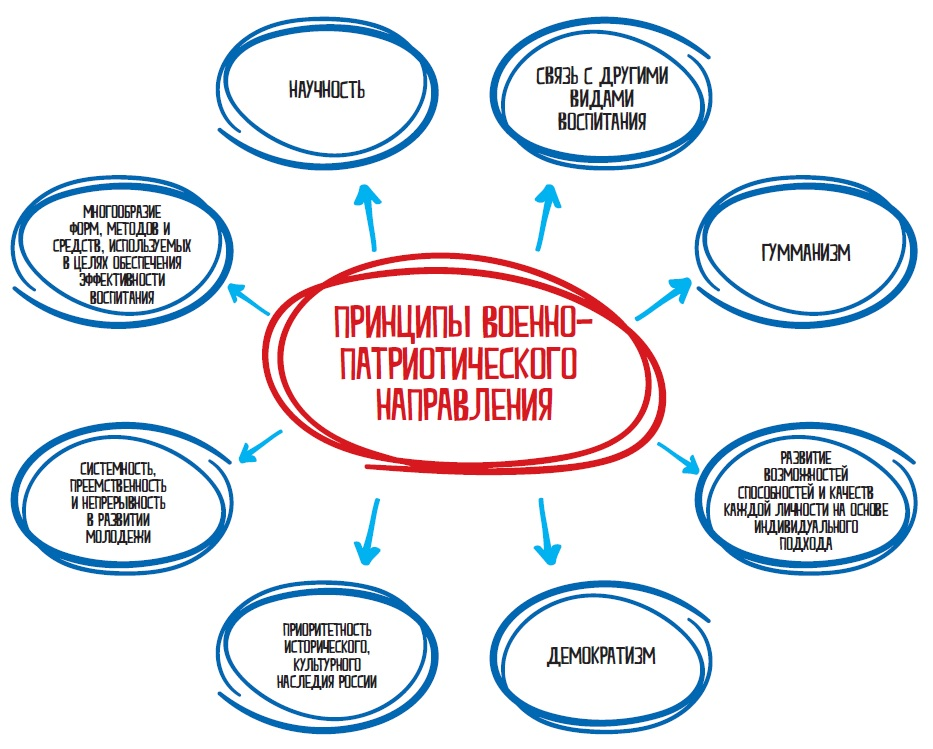 НАУЧНОСТЬ
СВЯЗЬ С ДРУГИМИ
ВИДАМИ
ВОСПИТАНИЯ
МНОГООБРАЗИЕ
ФОРМ, МЕТОДОВ И
СРЕДСТВ, ИСПОЛЬЗУЕМЫХ
В ЦЕЛЯХ ОБЕСПЕЧЕНИЯ
ЭФФЕКТИВНОСТИ
ВОСПИТАНИЯ
ГУММАНИЗМ
ПРИНЦИПЫ ВОЕННО-
ПАТРИОТИЧЕСКОГО
НАПРАВЛЕНИЯ
СИСТЕМНОСТЬ,
ПРЕЕМСТВЕННОСТЬ
И НЕПРЕРЫВНОСТЬ
В РАЗВИТИИ
МОЛОДЕЖИ
РАЗВИТИЕ
ВОЗМОЖНОСТЕЙ
СПОСОБНОСТЕЙ И КАЧЕСТВ
КАЖДОЙ ЛИЧНОСТИ НА ОСНОВЕ
ИНДИВИДУАЛЬНОГО
ПОДХОДА
ПРИОРИТЕТНОСТЬ
ИСТОРИЧЕСКОГО,
КУЛЬТУРНОГО
НАСЛЕДИЯ РОССИИ
ДЕМОКРАТИЗМ